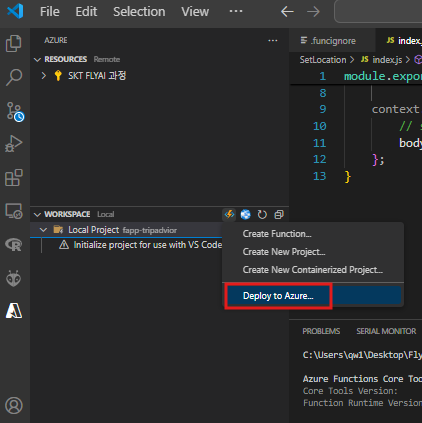 File Edit Selection View ...
AZURE ...
RESOURCES Remote
SKT FLYAI 과정
WORKSPACE Local
Local Project fapp-tripadvior
Initialize project for use with VS Code
Create Function...
Create New Project...
Create New Containerized Project...
Deploy to Azure...
.funcignore
index.
SetLocation > JS index.js > ...
1 module.expor
8
9 context
10 // s
11 body
12 };
13 }
PROBLEMS SERIAL MONITOR
C:\Users\qw1\Desktop\Fly
Azure Functions Core Too
Core Tools Version:
Function Runtime Version